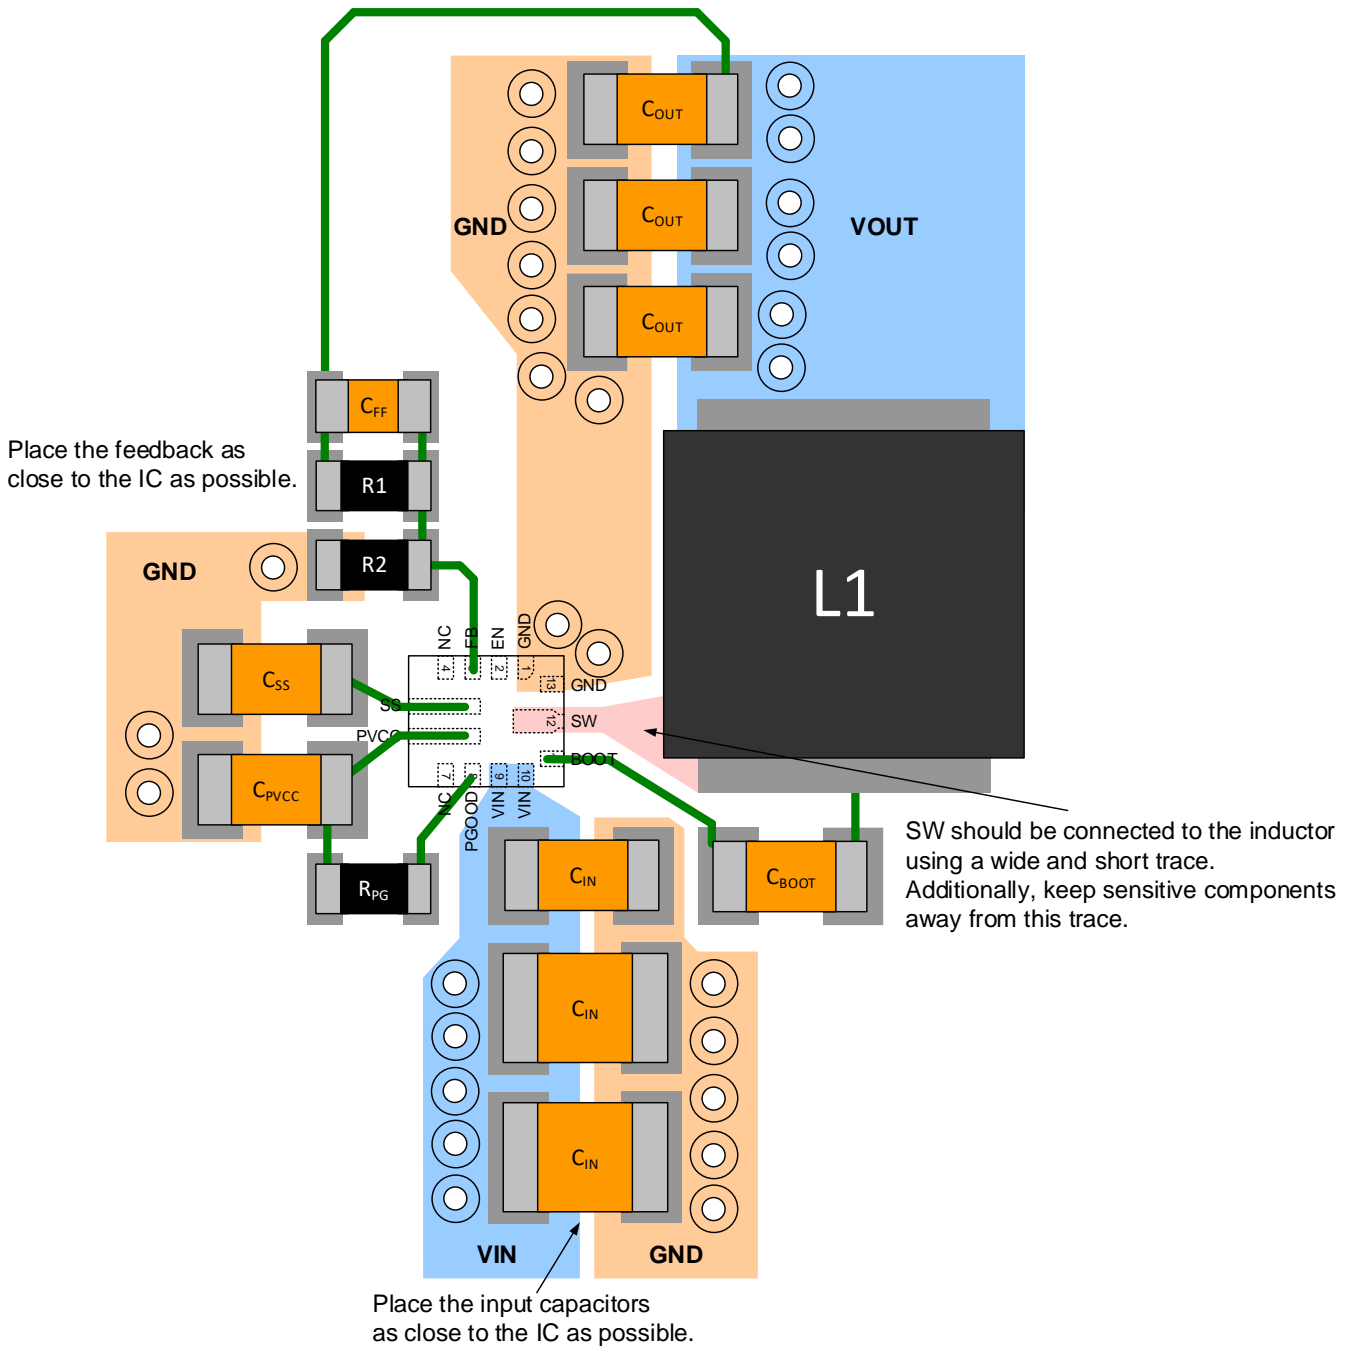 COUT
GND
COUT
VOUT
COUT
CFF
Place the feedback as
close to the IC as possible.
R1
GND
R2
L1
NC
FB
EN
GND
4
2
1
CSS
13
GND
SS
12
SW
PVCC
BOOT
CPVCC
7
8
9
10
NC
PGOOD
VIN
VIN
SW should be connected to the inductor
using a wide and short trace.
Additionally, keep sensitive components
away from this trace.
RPG
CIN
CBOOT
CIN
CIN
VIN
GND
Place the input capacitors
as close to the IC as possible.